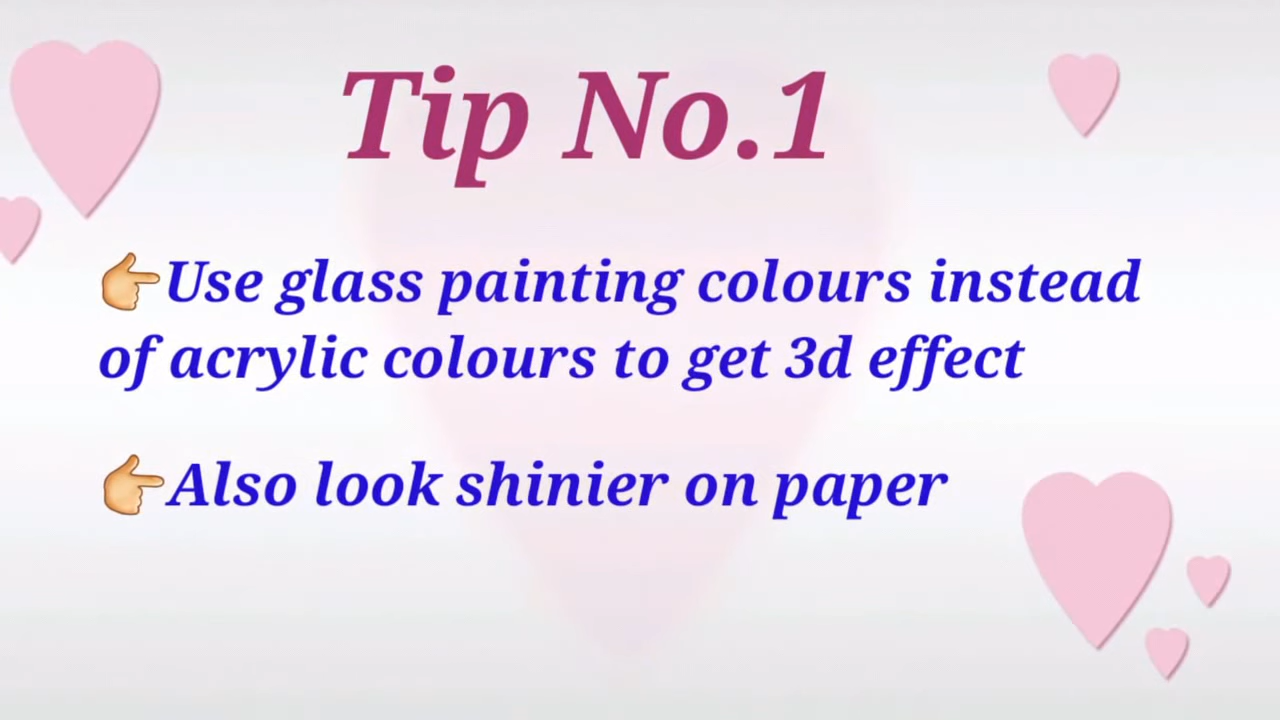 Tip No.1
👉Use glass painting colours instead
of acrylic colours to get 3d effect
👉Also look shinier on paper